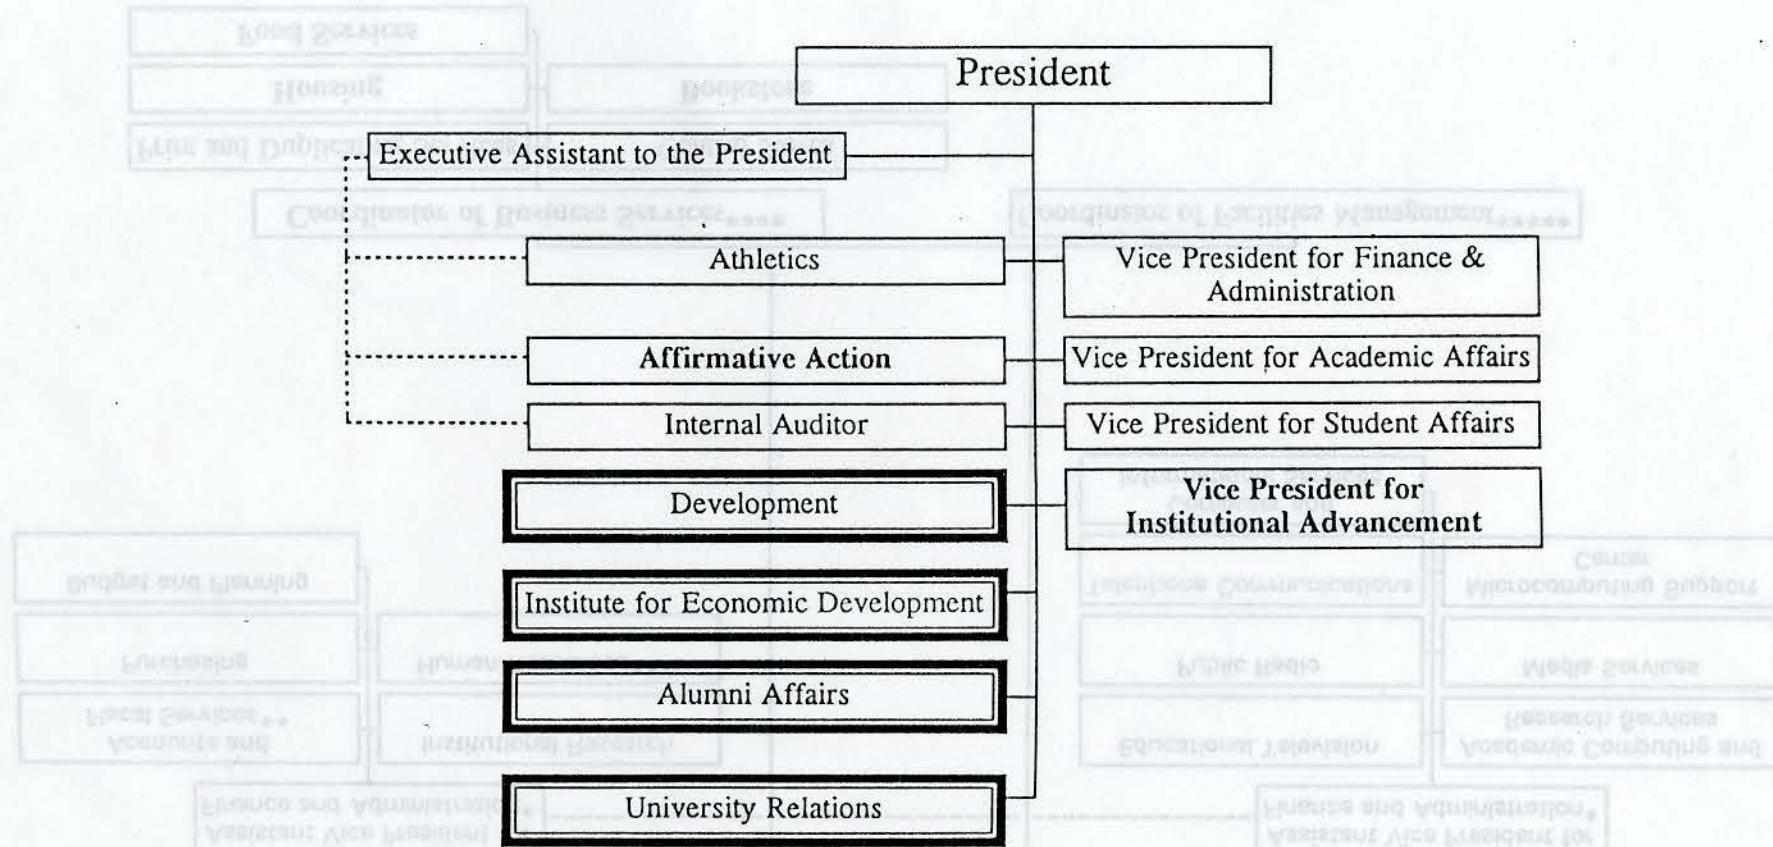 President
Executive Assistant to the President
Athletics
Vice President for Finance &
Administration
Affirmative Action
Vice President for Academic Affairs
Internal Auditor
Vice President for Student Affairs
Development
Vice President for
Institutional Advancement
Institute for Economic Development
Alumni Affairs
University Relations